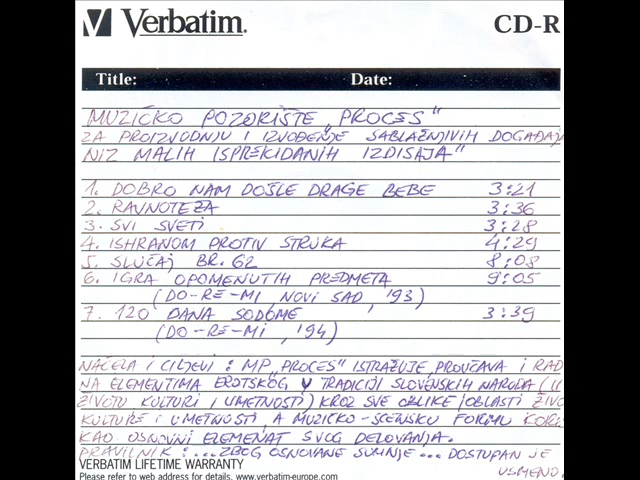 Verbatim. CD-R
Title: Date:
MUZIČKO POZORIŠTE „PROCES“
ZA PROIZVODNJU I IZVOĐENJE SABLAŽNJIVIH DOGAĐAJA
NIZ MALIH ISPREKIDANIH IZDISAJA“
1. DOBRO NAM DOŠLE DRAGE BEBE 3:21
2. RAVNOTEZA 3:36
3. SVI SVETI 3:28
4. ISHRANOM PROTIV STRUKA 4:29
5. SLUČAJ BR. 62 8:08
6. IGRA OPOMENUTIH PREDMETA 9:05
(DO-RE-MI, NOVI SAD, '93)
7. 120 DANA SODOME 3:39
(DO-RE-MI, '94)
NAČELA I CILJEVI : MP „PROCES“ ISTRAŽUJE, PROUČAVA I RAD
NA ELEMENTIMA EROTSKOG U TRADICIJI SLOVENSKIH NARODA (U
ŽIVOTU KULTURI, UMETNOSTI) KROZ SVE OBLIKE /OBLASTI ŽIVO
KULTURE I UMETNOSTI, A MUZIČKO-SCENSKU FORMU KORIS
KAO OSNOVNI ELEMENAT SVOG DELOVANJA.
PRAVILNIK : ... ZBOG OSNOVANE SUMNJE ... DOSTUPAN JE
USMENO.
VERBATIM LIFETIME WARRANTY
Please refer to web address for details. www.verbatim-europe.com